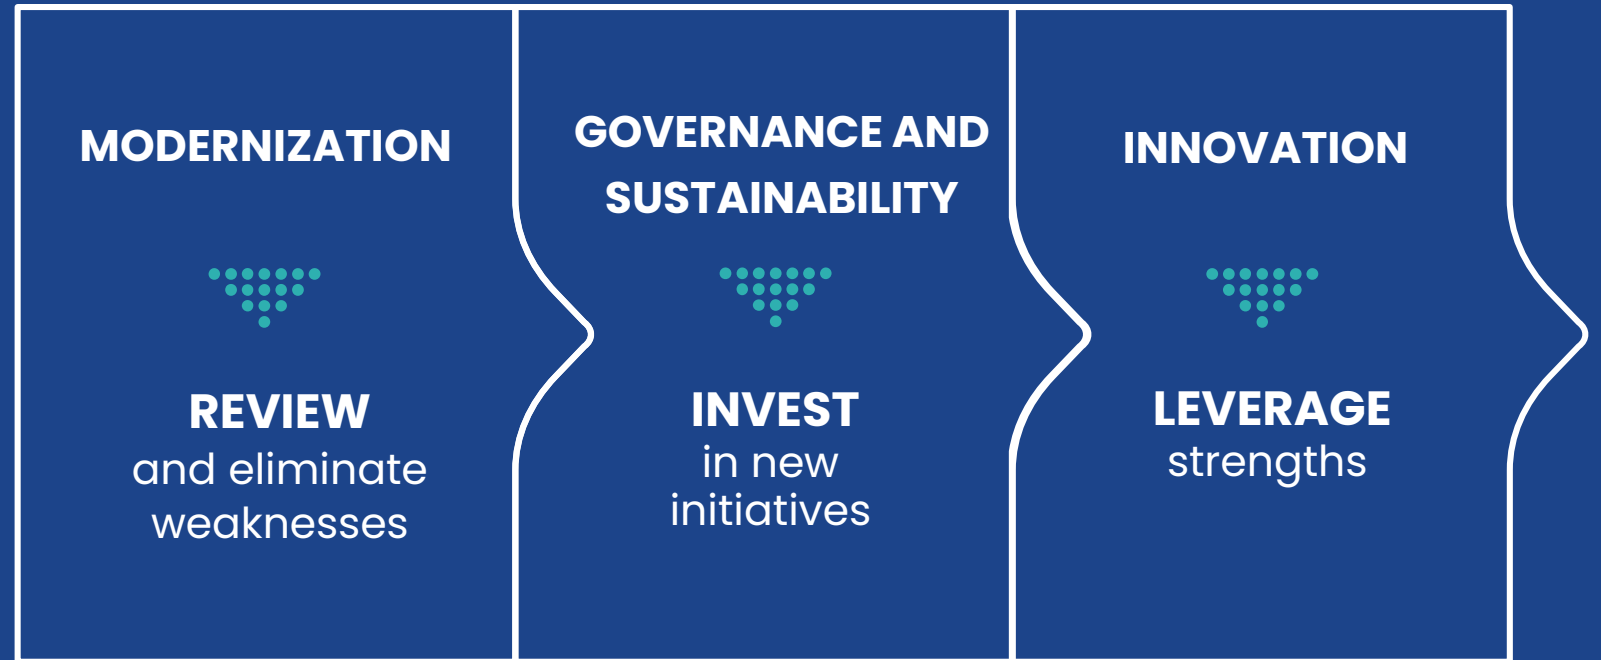 MODERNIZATION
REVIEW
and eliminate
weaknesses
GOVERNANCE AND
SUSTAINABILITY
INVEST
in new
initiatives
INNOVATION
LEVERAGE
strengths